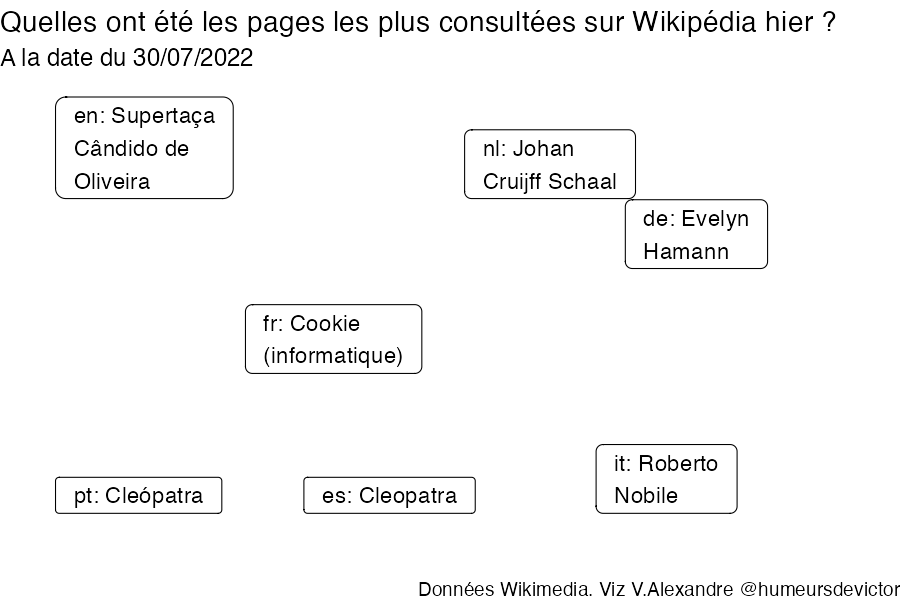 Quelles ont été les pages les plus consultées sur Wikipédia hier ?
A la date du 30/07/2022
en: Supertaça
Cândido de
Oliveira
nl: Johan
Cruijff Schaal
de: Evelyn
Hamann
fr: Cookie
(informatique)
pt: Cleópatra
es: Cleopatra
it: Roberto
Nobile
Données Wikimedia. Viz V.Alexandre @humeursdevictor